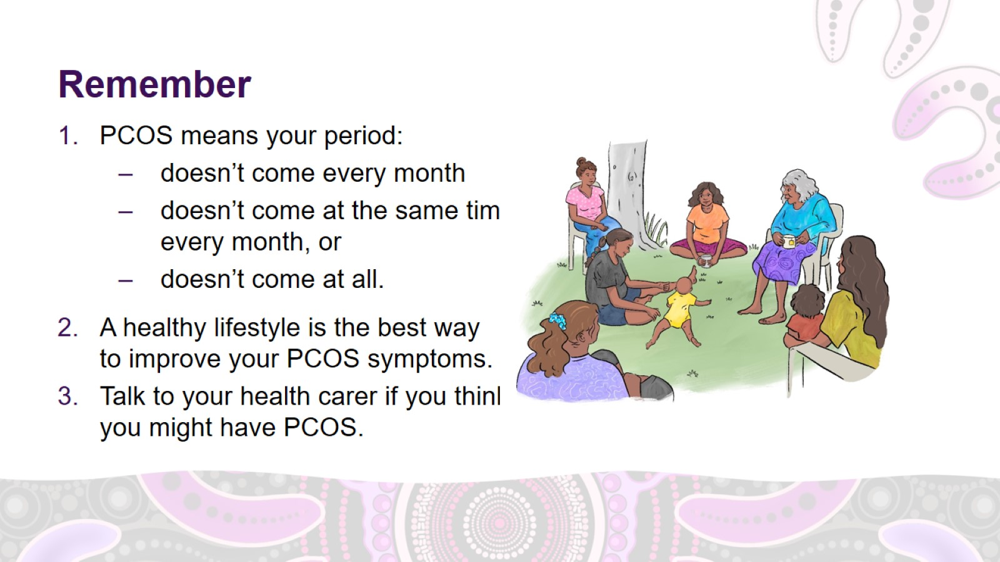 Remember
1. PCOS means your period:
– doesn’t come every month
– doesn’t come at the same tim
every month, or
– doesn’t come at all.
2. A healthy lifestyle is the best way
to improve your PCOS symptoms.
3. Talk to your health carer if you thin
you might have PCOS.